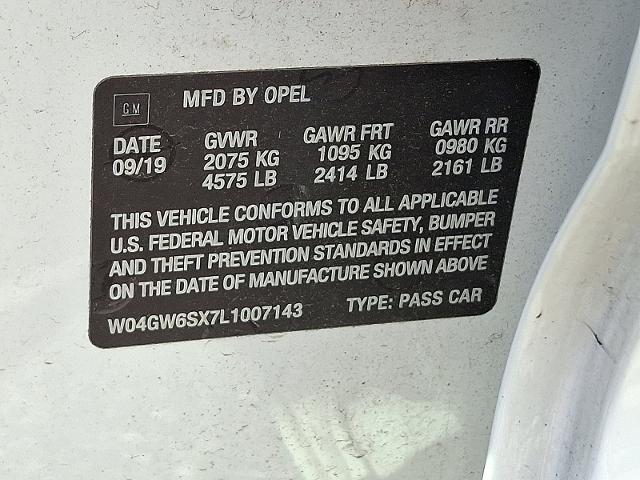 GM MFD BY OPEL
DATE GVWR GAWR FRT GAWR RR
09/19 2075 KG 1095 KG 0980 KG
4575 LB 2414 LB 2161 LB
THIS VEHICLE CONFORMS TO ALL APPLICABLE
U.S. FEDERAL MOTOR VEHICLE SAFETY, BUMPER
AND THEFT PREVENTION STANDARDS IN EFFECT
ON THE DATE OF MANUFACTURE SHOWN ABOVE
W04GW6SX7L1007143 TYPE: PASS CAR